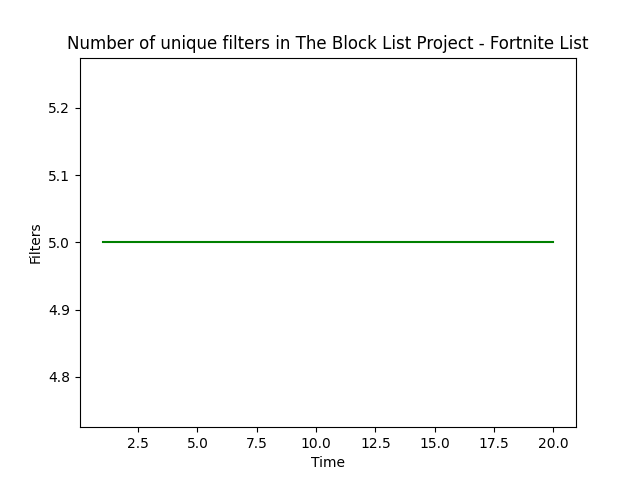 Number of unique filters in The Block List Project - Fortnite List
5.2
5.1
5.0
4.9
4.8
Filters
2.5 5.0 7.5 10.0 12.5 15.0 17.5 20.0
Time